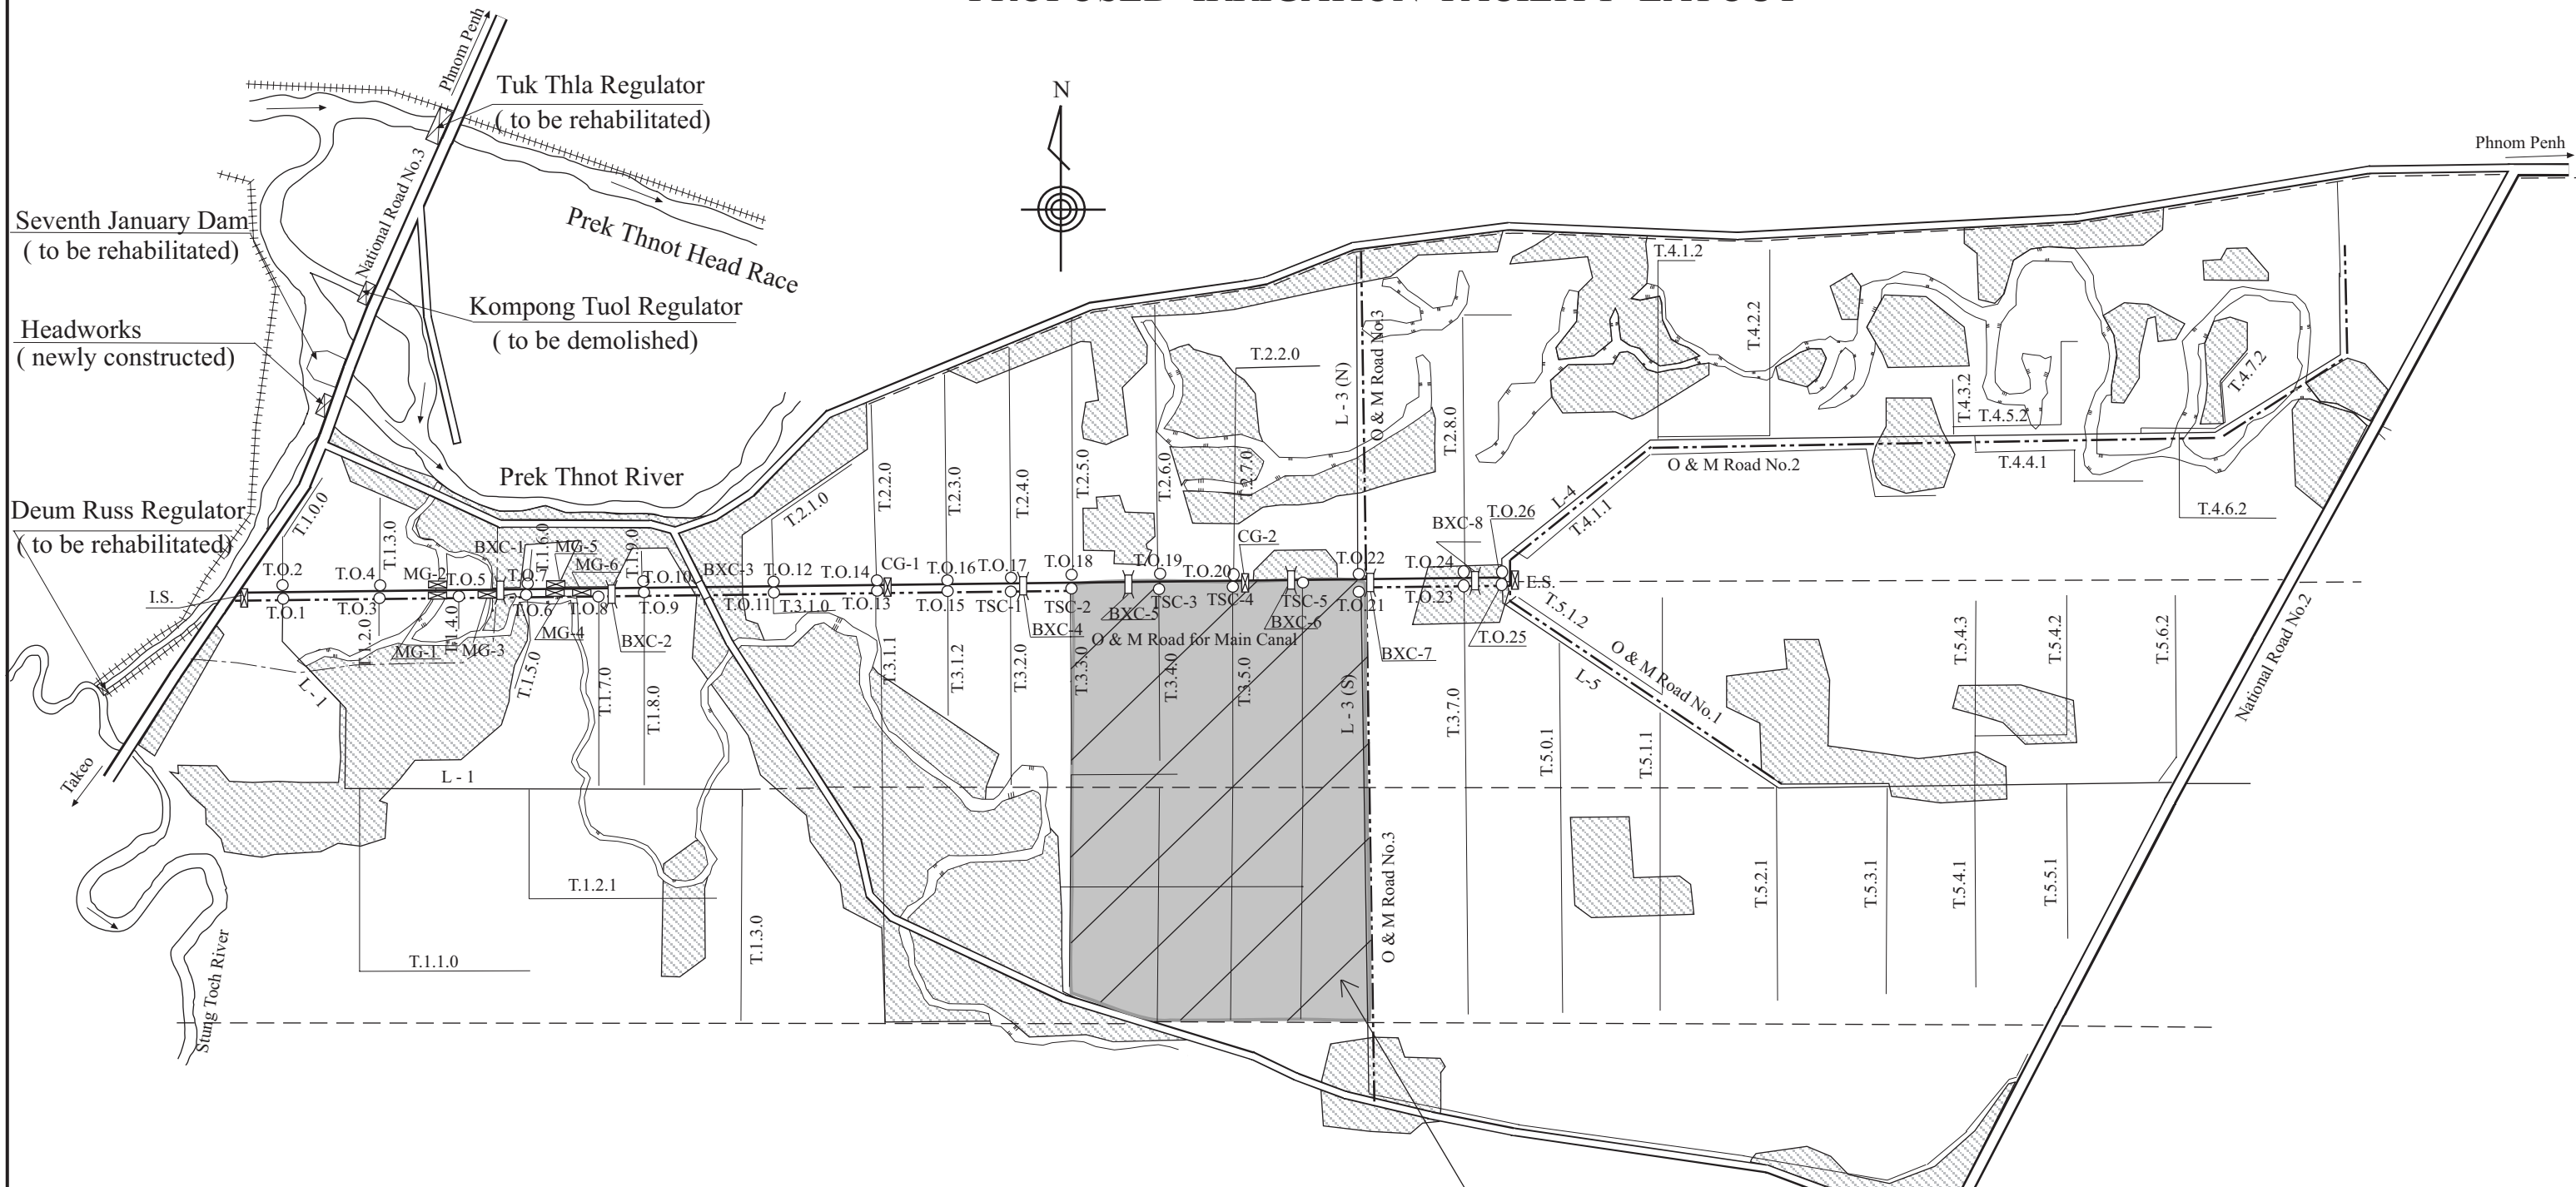 PROPOSED IRRIGATION FACILITY LAYOUT
Phnom Penh
Tuk Thla Regulator
( to be rehabilitated)
N
Phnom Penh
National Road No.3
Prek Thnot Head Race
Seventh January Dam
( to be rehabilitated)
Kompong Tuol Regulator
( to be demolished)
Headworks
( newly constructed)
Prek Thnot River
Deum Russ Regulator
( to be rehabilitated)
T.1.0.0
T.1.3.0
BXC-1
T.1.6.0
MG-5
MG-6
T.1.9.0
T.2.1.0
T.2.2.0
T.2.3.0
T.2.4.0
T.2.5.0
T.2.6.0
T.2.7.0
T.2.2.0
L - 3 (N)
O & M Road No.3
T.2.8.0
T.4.1.2
T.4.2.2
T.4.3.2
T.4.5.2
T.4.7.2
O & M Road No.2
T.4.4.1
T.4.6.2
L-4
T.4.1.1
BXC-8
T.O.26
CG-2
T.O.2
T.O.4
MG-2
T.O.5
T.O.7
T.O.10
BXC-3
T.O.12
T.O.14
CG-1
T.O.16
T.O.17
T.O.18
T.O.19
T.O.20
T.O.22
T.O.24
E.S.
I.S.
T.O.1
T.O.3
T.O.6
T.O.8
T.O.9
T.O.11
T.3.1.0
T.O.13
T.O.15
TSC-1
TSC-2
TSC-3
TSC-4
TSC-5
T.O.21
T.O.23
T.O.25
T.1.2.0
T.1.4.0
MG-1
MG-3
MG-4
BXC-2
BXC-4
BXC-5
BXC-6
BXC-7
O & M Road for Main Canal
L - 1
T.1.5.0
T.1.7.0
T.1.8.0
T.3.1.1
T.3.1.2
T.3.2.0
T.3.3.0
T.3.4.0
T.3.5.0
L - 3 (S)
T.3.7.0
T.5.1.2
O & M Road No.1
L-5
T.5.0.1
T.5.1.1
T.5.4.3
T.5.4.2
T.5.6.2
National Road No.2
Takeo
L - 1
T.1.2.1
T.1.1.0
T.1.3.0
O & M Road No.3
T.5.2.1
T.5.3.1
T.5.4.1
T.5.5.1
Stung Toch River